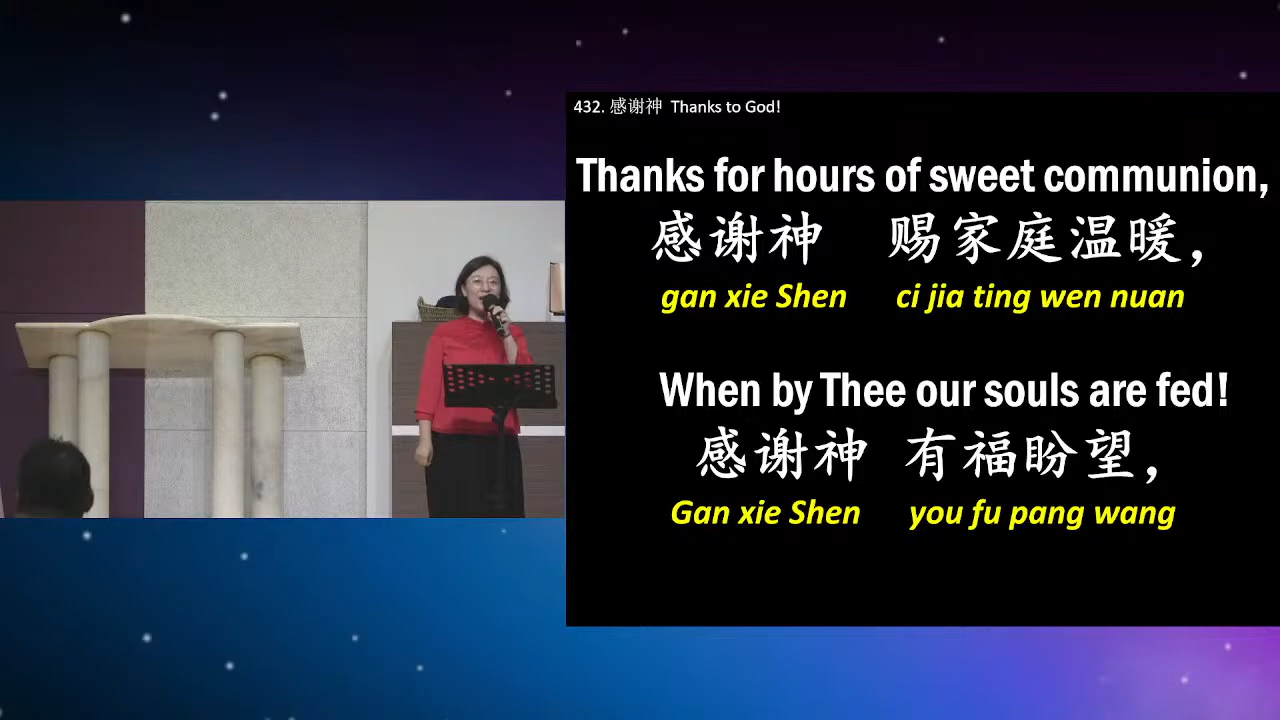 432. 感谢神 Thanks to God!
Thanks for hours of sweet communion,
感谢神 赐家庭温暖，
gan xie Shen ci jia ting wen nuan
When by Thee our souls are fed!
感谢神 有福盼望，
Gan xie Shen you fu pang wang